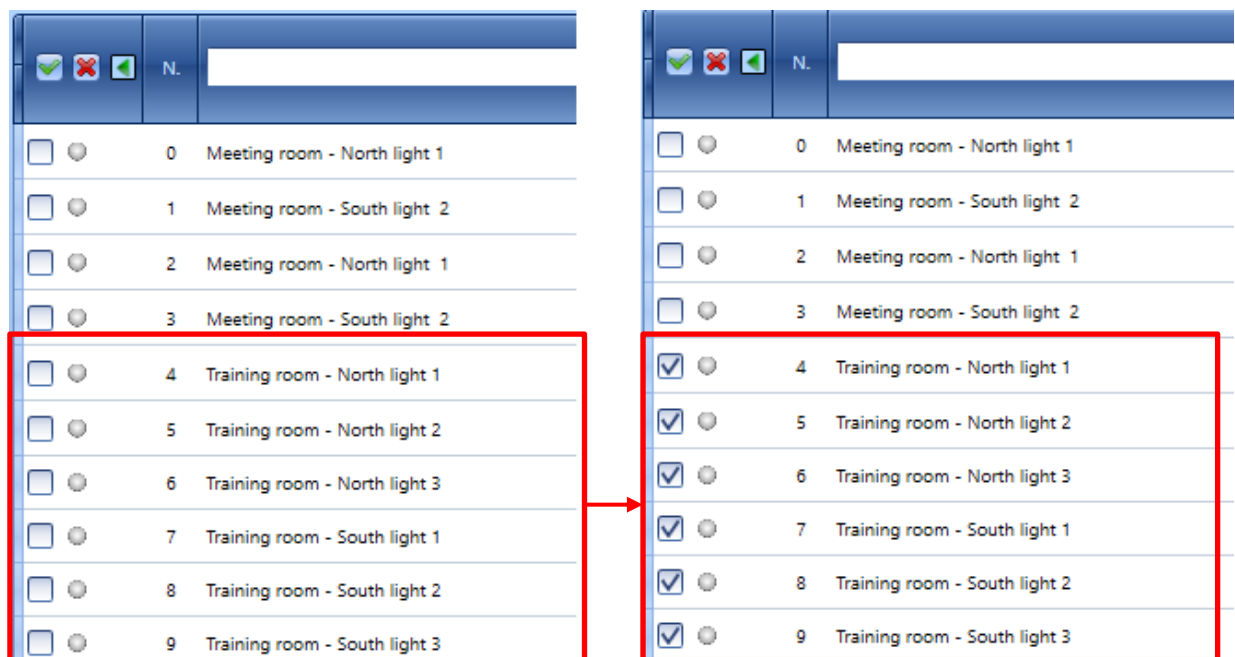 N.
0 Meeting room - North light 1
1 Meeting room - South light  2
2 Meeting room - North light  1
3 Meeting room - South light  2
4 Training room - North light 1
5 Training room - North light 2
6 Training room - North light 3
7 Training room - South light 1
8 Training room - South light 2
9 Training room - South light 3
N.
0 Meeting room - North light 1
1 Meeting room - South light  2
2 Meeting room - North light  1
3 Meeting room - South light  2
4 Training room - North light 1
5 Training room - North light 2
6 Training room - North light 3
7 Training room - South light 1
8 Training room - South light 2
9 Training room - South light 3